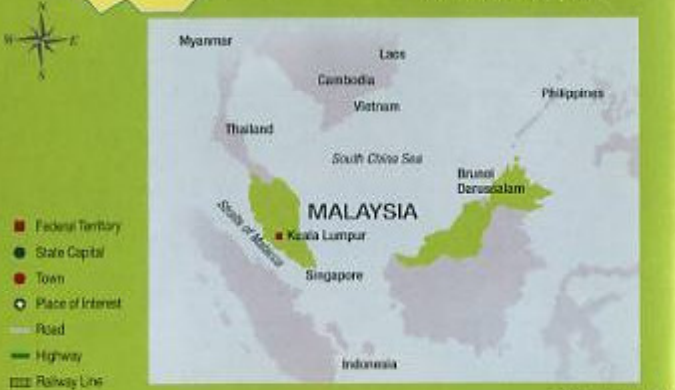 N
W E
S
Myanmar
Laos
Cambodia
Philippines
Vietnam
Thailand
South China Sea
Brunei
Derussalam
MALAYSIA
Straits of Malacca
Kuala Lumpur
Singapore
Indonesia
Federal Territory
State Capital
Town
Place of Interest
Road
Highway
Railway Line